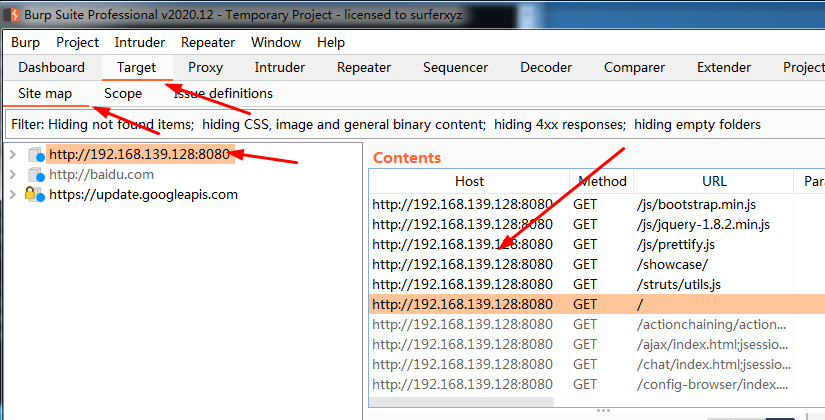 Burp Suite Professional v2020.12 - Temporary Project - licensed to surferxyz
Burp Project Intruder Repeater Window Help
Dashboard Target Proxy Intruder Repeater Sequencer Decoder Comparer Extender Project
Site map Scope Issue definitions
Filter: Hiding not found items; hiding CSS, image and general binary content; hiding 4xx responses; hiding empty folders
http://192.168.139.128:8080
http://baidu.com
https://update.googleapis.com
Contents
Host Method URL Para
http://192.168.139.128:8080 GET /js/bootstrap.min.js
http://192.168.139.128:8080 GET /js/jquery-1.8.2.min.js
http://192.168.139.128:8080 GET /js/prettify.js
http://192.168.139.128:8080 GET /showcase/
http://192.168.139.128:8080 GET /struts/utils.js
http://192.168.139.128:8080 GET /
http://192.168.139.128:8080 GET /actionchaining/action...
http://192.168.139.128:8080 GET /ajax/index.html;jsessio...
http://192.168.139.128:8080 GET /chat/index.html;jsessio...
http://192.168.139.128:8080 GET /config-browser/index....